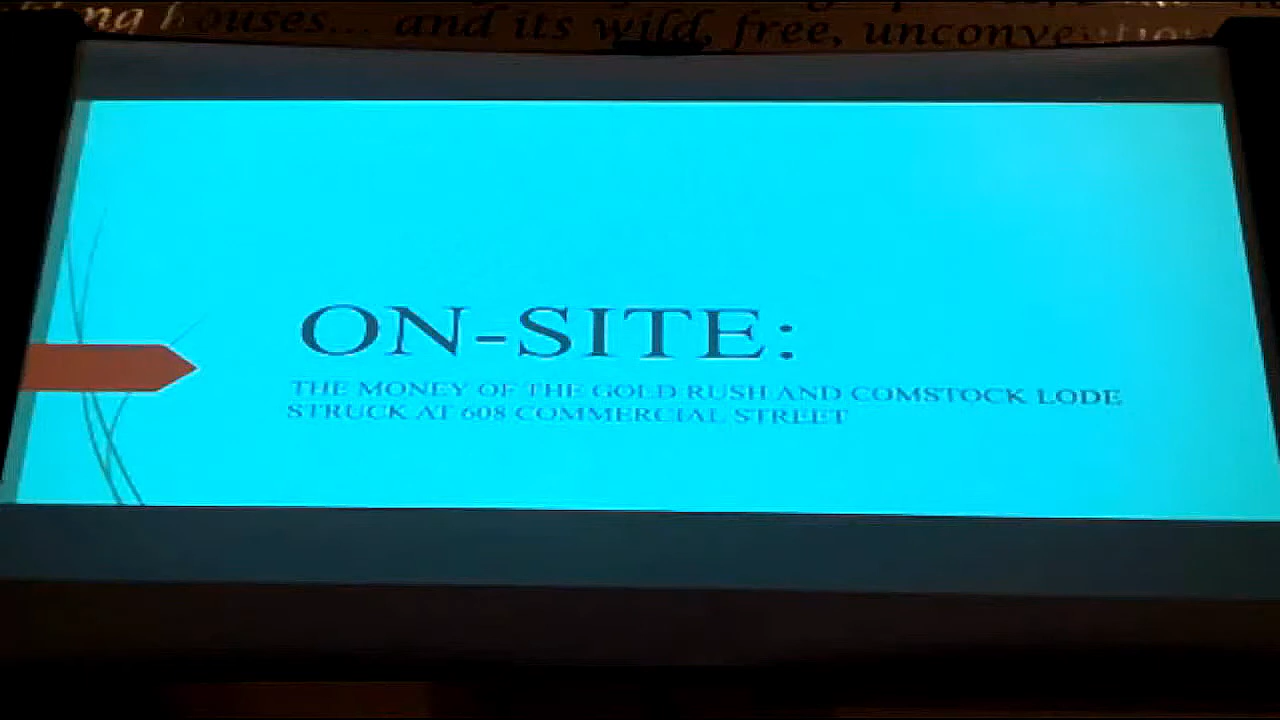 houses... and its wild, free,
ON-SITE:
THE MONEY OF THE GOLD RUSH AND COMSTOCK LODE
STRUCK AT 608 COMMERCIAL STREET